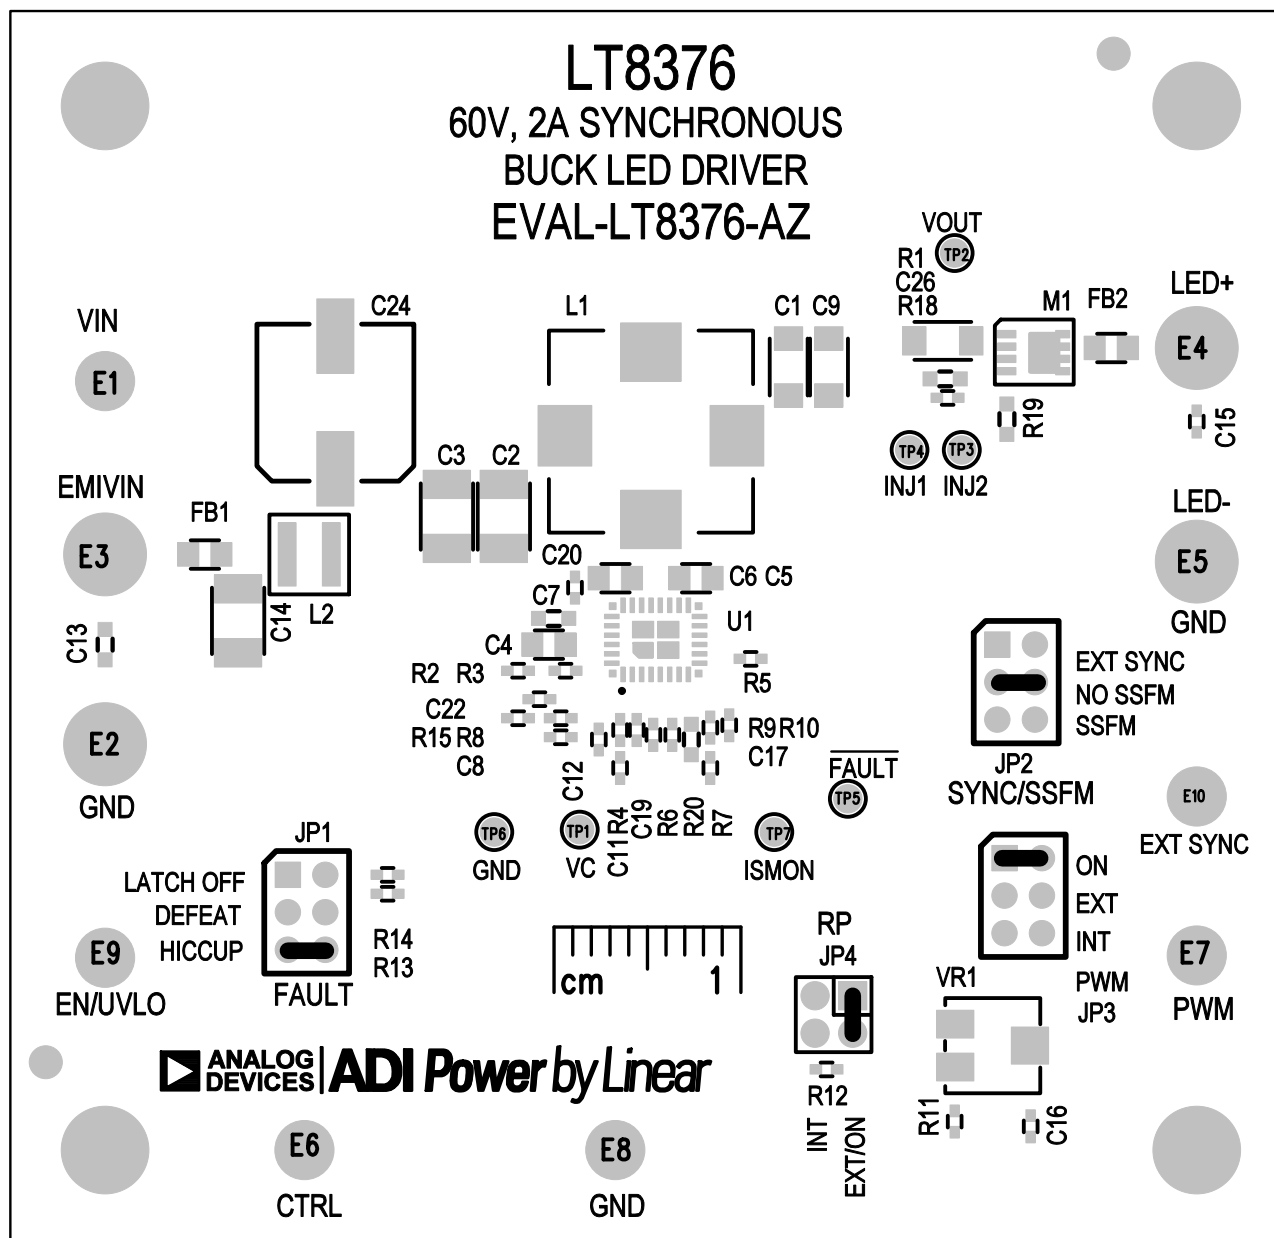 LT8376
60V, 2A SYNCHRONOUS
BUCK LED DRIVER
EVAL-LT8376-AZ
VOUT
TP2
R1
C26
R18
M1
FB2
LED+
E4
C15
R19
TP4
TP3
INJ1
INJ2
VIN
E1
C24
L1
C1
C9
C3
C2
EMIVIN
E3
FB1
C14
L2
C13
LED-
E5
GND
C20
C6
C5
C7
U1
C4
R2
R3
R5
C22
R15
R8
C8
C12
R9
R10
C17
E2
GND
EXT SYNC
NO SSFM
SSFM
JP2
SYNC/SSFM
FAULT
TP5
E10
EXT SYNC
TP6
GND
TP1
VC
C11
R4
C19
R6
R20
R7
TP7
ISMON
JP1
LATCH OFF
DEFEAT
HICCUP
R14
R13
FAULT
E9
EN/UVLO
ON
EXT
INT
PWM
JP3
E7
PWM
cm 1
RP
JP4
VR1
R12
INT
EXT/ON
R11
C16
ANALOG
DEVICES
ADI Power by Linear
E6
CTRL
E8
GND